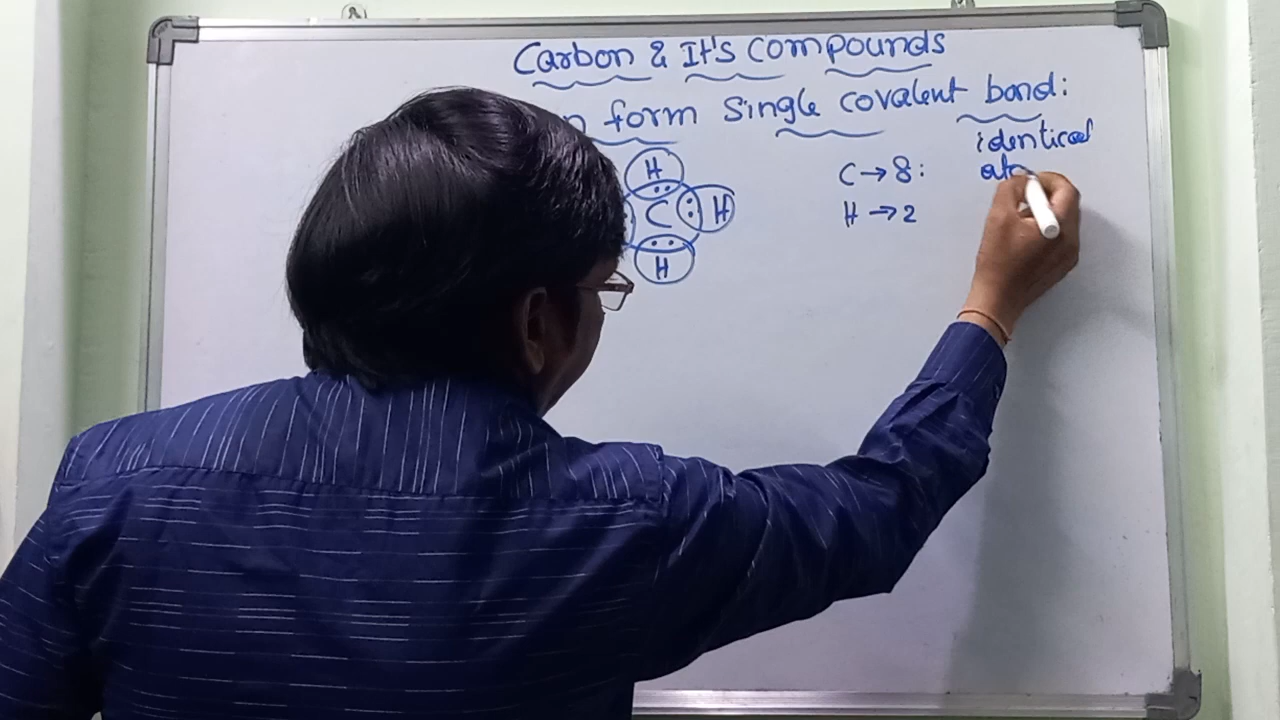 Carbon & It's Compounds
form Single covalent bond:
identical
H
C → 8:
C H
H → 2
H